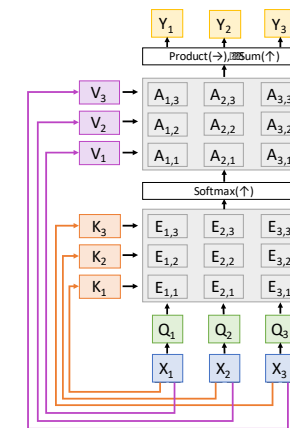 Y1 Y2 Y3
Product(→), Sum(↑)
V3 A1,3 A2,3 A3,3
V2 A1,2 A2,2 A3,2
V1 A1,1 A2,1 A3,1
Softmax(↑)
K3 E1,3 E2,3 E3,3
K2 E1,2 E2,2 E3,2
K1 E1,1 E2,1 E3,1
Q1 Q2 Q3
X1 X2 X3